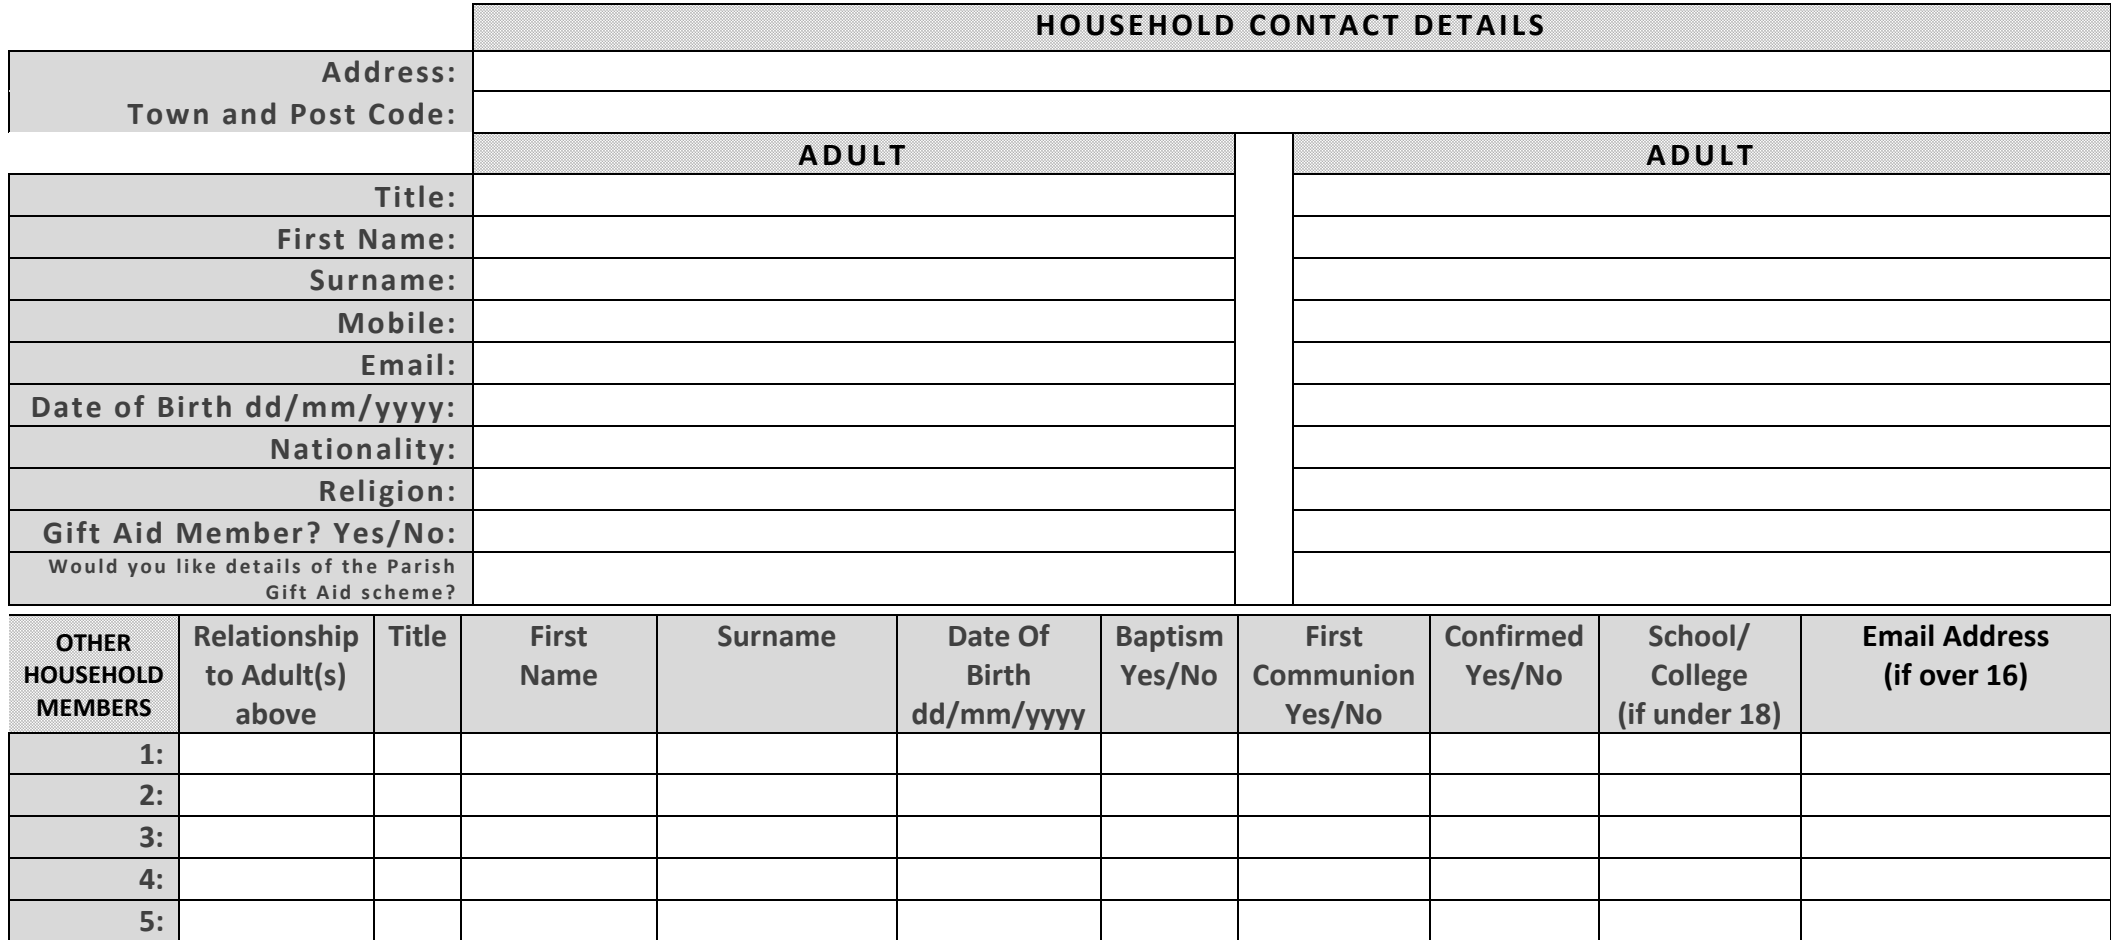 HOUSEHOLD CONTACT DETAILS
Address:
Town and Post Code:
ADULT ADULT
Title:
First Name:
Surname:
Mobile:
Email:
Date of Birth dd/mm/yyyy:
Nationality:
Religion:
Gift Aid Member? Yes/No:
Would you like details of the Parish
Gift Aid scheme?
OTHER
HOUSEHOLD
MEMBERS
Relationship
to Adult(s)
above
Title
First
Name
Surname
Date Of
Birth
dd/mm/yyyy
Baptism
Yes/No
First
Communion
Yes/No
Confirmed
Yes/No
School/
College
(if under 18)
Email Address
(if over 16)
1:
2:
3:
4:
5: